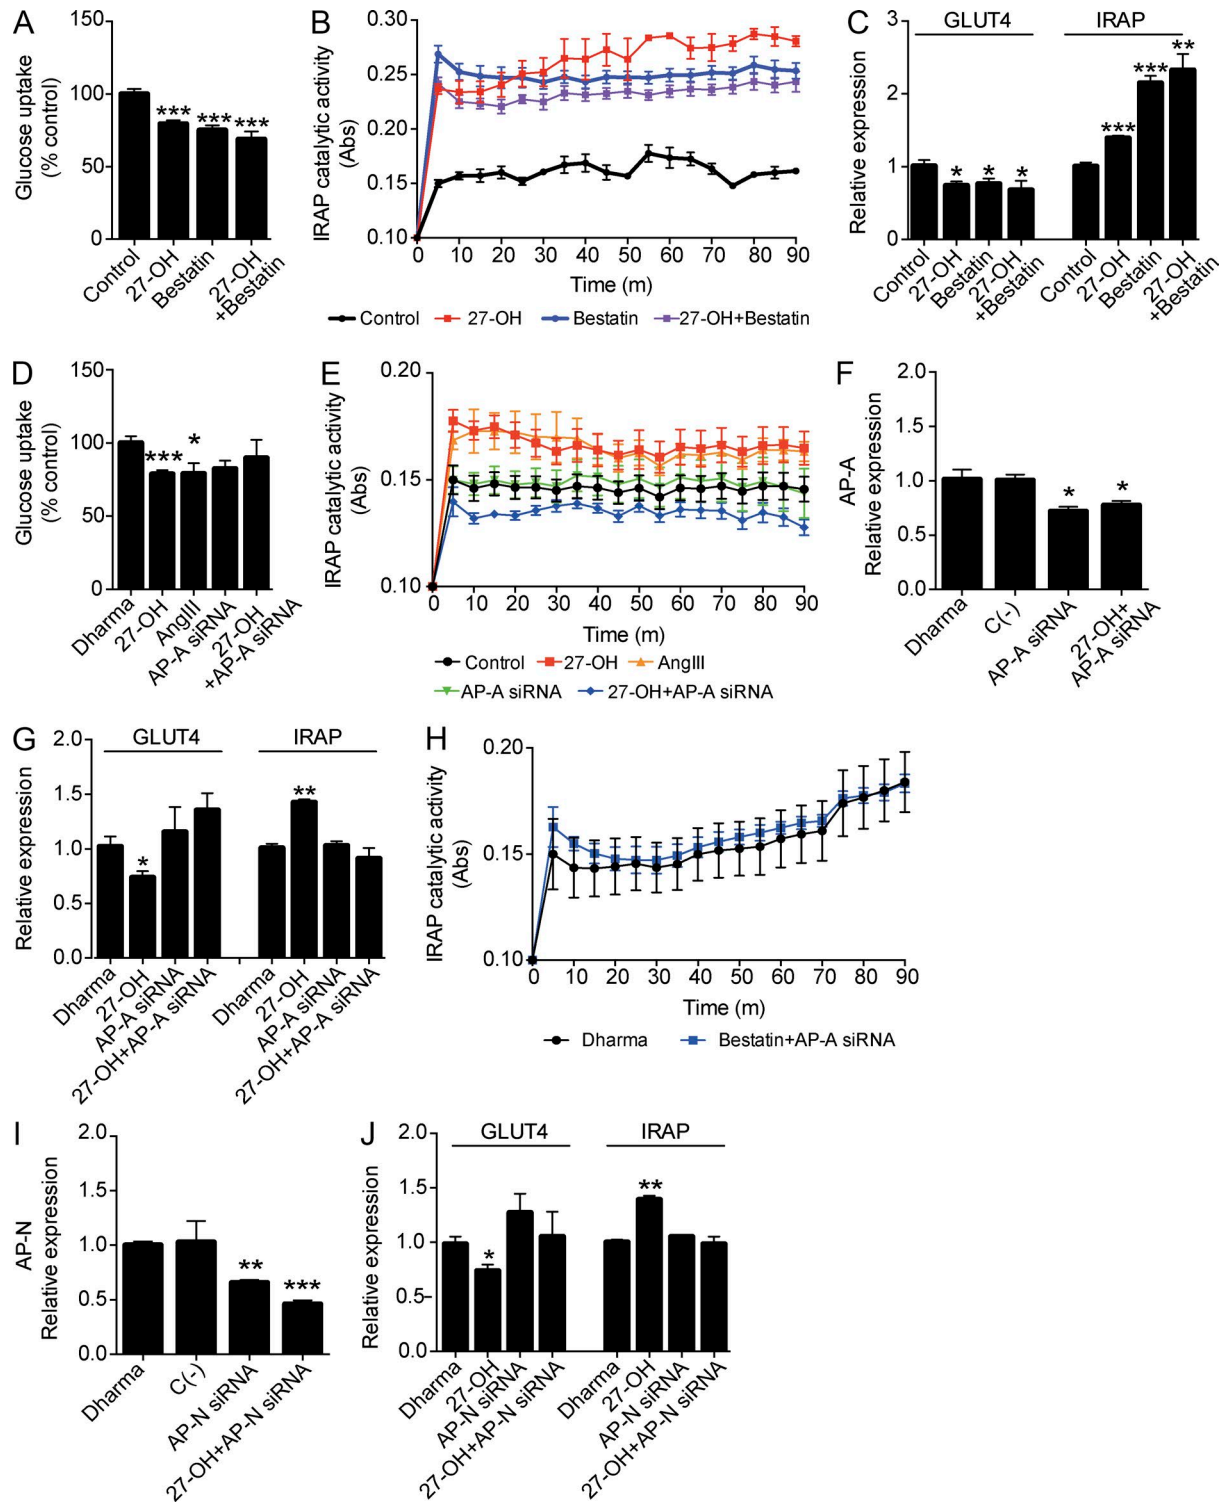 A
Glucose uptake
(% control)
150
100
50
0
***
***
***
Control
27-OH
Bestatin
27-OH
+Bestatin
B
IRAP catalytic activity
(Abs)
0.30
0.25
0.20
0.15
0.10
0 10 20 30 40 50 60 70 80 90
Time (m)
Control 27-OH Bestatin 27-OH+Bestatin
C
Relative expression
3
2
1
0
GLUT4 IRAP
* * * *** *** **
Control
27-OH
Bestatin
27-OH
+Bestatin
Control
27-OH
Bestatin
27-OH
+Bestatin
D
Glucose uptake
(% control)
150
100
50
0
*** *
Dharma
27-OH
AngIII
AP-A siRNA
27-OH
+AP-A siRNA
E
IRAP catalytic activity
(Abs)
0.20
0.15
0.10
0 10 20 30 40 50 60 70 80 90
Time (m)
Control 27-OH AngIII
AP-A siRNA 27-OH+AP-A siRNA
F
AP-A
Relative expression
2.0
1.5
1.0
0.5
0.0
* *
Dharma
C(-)
AP-A siRNA
27-OH+
AP-A siRNA
G
Relative expression
2.0
1.5
1.0
0.5
0.0
GLUT4 IRAP
* **
Dharma
27-OH
AP-A siRNA
27-OH+AP-A siRNA
Dharma
27-OH
AP-A siRNA
27-OH+AP-A siRNA
H
IRAP catalytic activity
(Abs)
0.20
0.15
0.10
0 10 20 30 40 50 60 70 80 90
Time (m)
Dharma Bestatin+AP-A siRNA
I
AP-N
Relative expression
2.0
1.5
1.0
0.5
0.0
** ***
Dharma
C(-)
AP-N siRNA
27-OH+AP-N siRNA
J
Relative expression
2.0
1.5
1.0
0.5
0.0
GLUT4 IRAP
* **
Dharma
27-OH
AP-N siRNA
27-OH+AP-N siRNA
Dharma
27-OH
AP-N siRNA
27-OH+AP-N siRNA